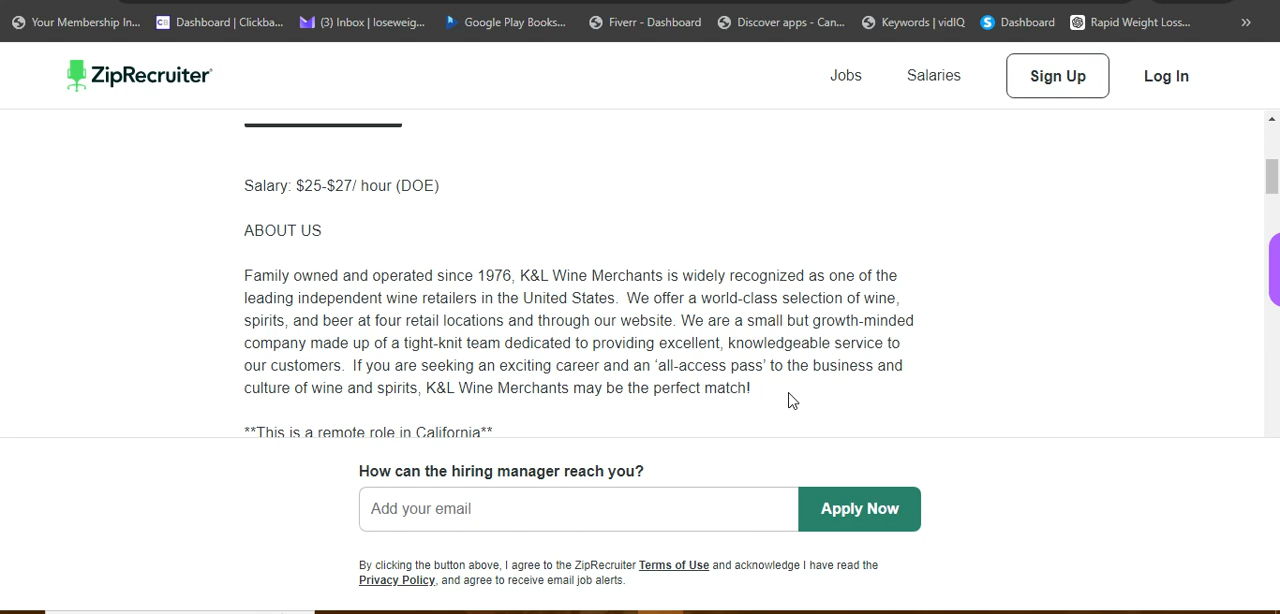 Your Membership In...
Dashboard | Clickba...
(3) Inbox | loseweig...
Google Play Books...
Fiverr - Dashboard
Discover apps - Can...
Keywords | vidIQ
Dashboard
Rapid Weight Loss...
»
ZipRecruiter
Jobs
Salaries
Sign Up
Log In
Salary: $25-$27/ hour (DOE)
ABOUT US
Family owned and operated since 1976, K&L Wine Merchants is widely recognized as one of the
leading independent wine retailers in the United States.  We offer a world-class selection of wine,
spirits, and beer at four retail locations and through our website. We are a small but growth-minded
company made up of a tight-knit team dedicated to providing excellent, knowledgeable service to
our customers.  If you are seeking an exciting career and an ‘all-access pass’ to the business and
culture of wine and spirits, K&L Wine Merchants may be the perfect match!
**This is a remote role in California**
How can the hiring manager reach you?
Add your email
Apply Now
By clicking the button above, I agree to the ZipRecruiter Terms of Use and acknowledge I have read the
Privacy Policy, and agree to receive email job alerts.